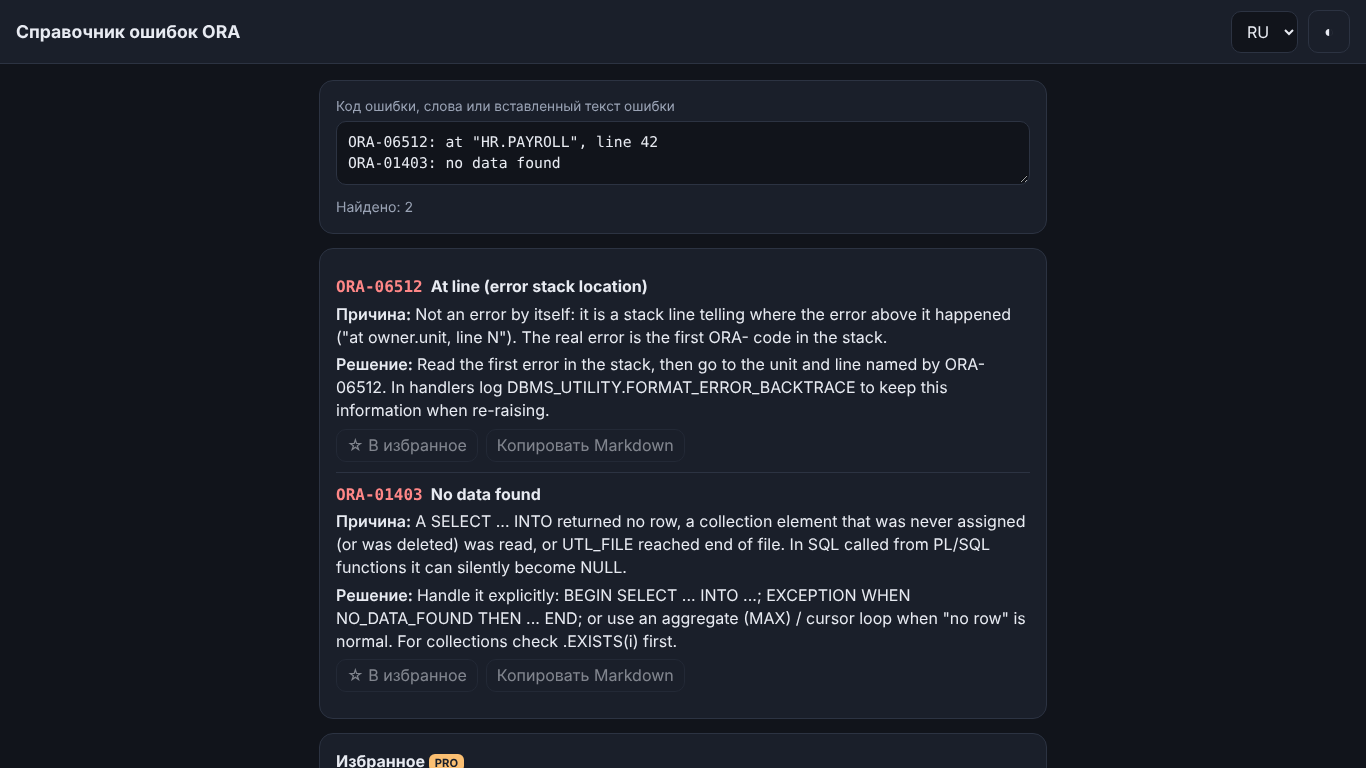 Справочник ошибок ORA
RU
Код ошибки, слова или вставленный текст ошибки
ORA-06512: at "HR.PAYROLL", line 42
ORA-01403: no data found
Найдено: 2
ORA-06512 At line (error stack location)
Причина: Not an error by itself: it is a stack line telling where the error above it happened
("at owner.unit, line N"). The real error is the first ORA- code in the stack.
Решение: Read the first error in the stack, then go to the unit and line named by ORA-
06512. In handlers log DBMS_UTILITY.FORMAT_ERROR_BACKTRACE to keep this
information when re-raising.
☆ В избранное Копировать Markdown
ORA-01403 No data found
Причина: A SELECT ... INTO returned no row, a collection element that was never assigned
(or was deleted) was read, or UTL_FILE reached end of file. In SQL called from PL/SQL
functions it can silently become NULL.
Решение: Handle it explicitly: BEGIN SELECT ... INTO ...; EXCEPTION WHEN
NO_DATA_FOUND THEN ... END; or use an aggregate (MAX) / cursor loop when "no row" is
normal. For collections check .EXISTS(i) first.
☆ В избранное Копировать Markdown
Избранное PRO